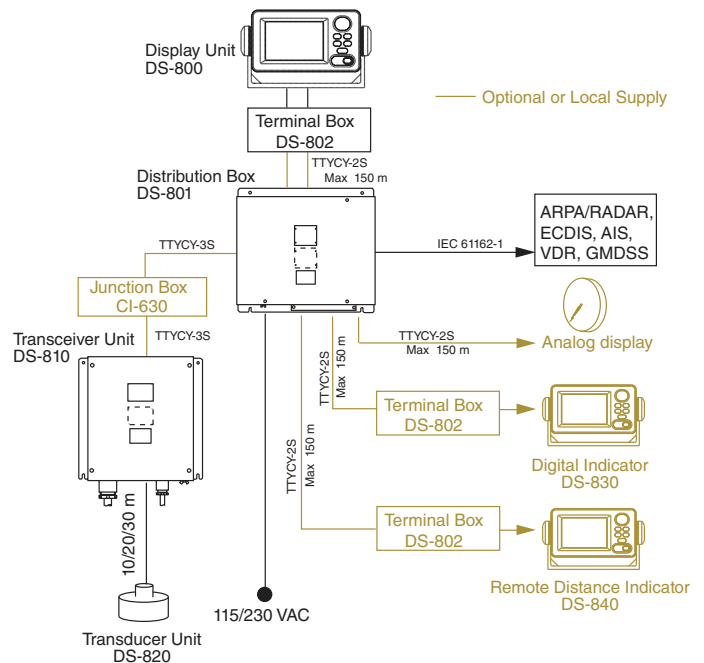 Display Unit
DS-800
Optional or Local Supply
Terminal Box
DS-802
TTYCY-2S
Max 150 m
Distribution Box
DS-801
ARPA/RADAR,
ECDIS, AIS,
VDR, GMDSS
IEC 61162-1
TTYCY-3S
Junction Box
CI-630
TTYCY-3S
Transceiver Unit
DS-810
TTYCY-2S
Max 150 m
Analog display
TTYCY-2S
Max 150 m
Terminal Box
DS-802
Digital Indicator
DS-830
TTYCY-2S
Max 150 m
Terminal Box
DS-802
Remote Distance Indicator
DS-840
10/20/30 m
115/230 VAC
Transducer Unit
DS-820